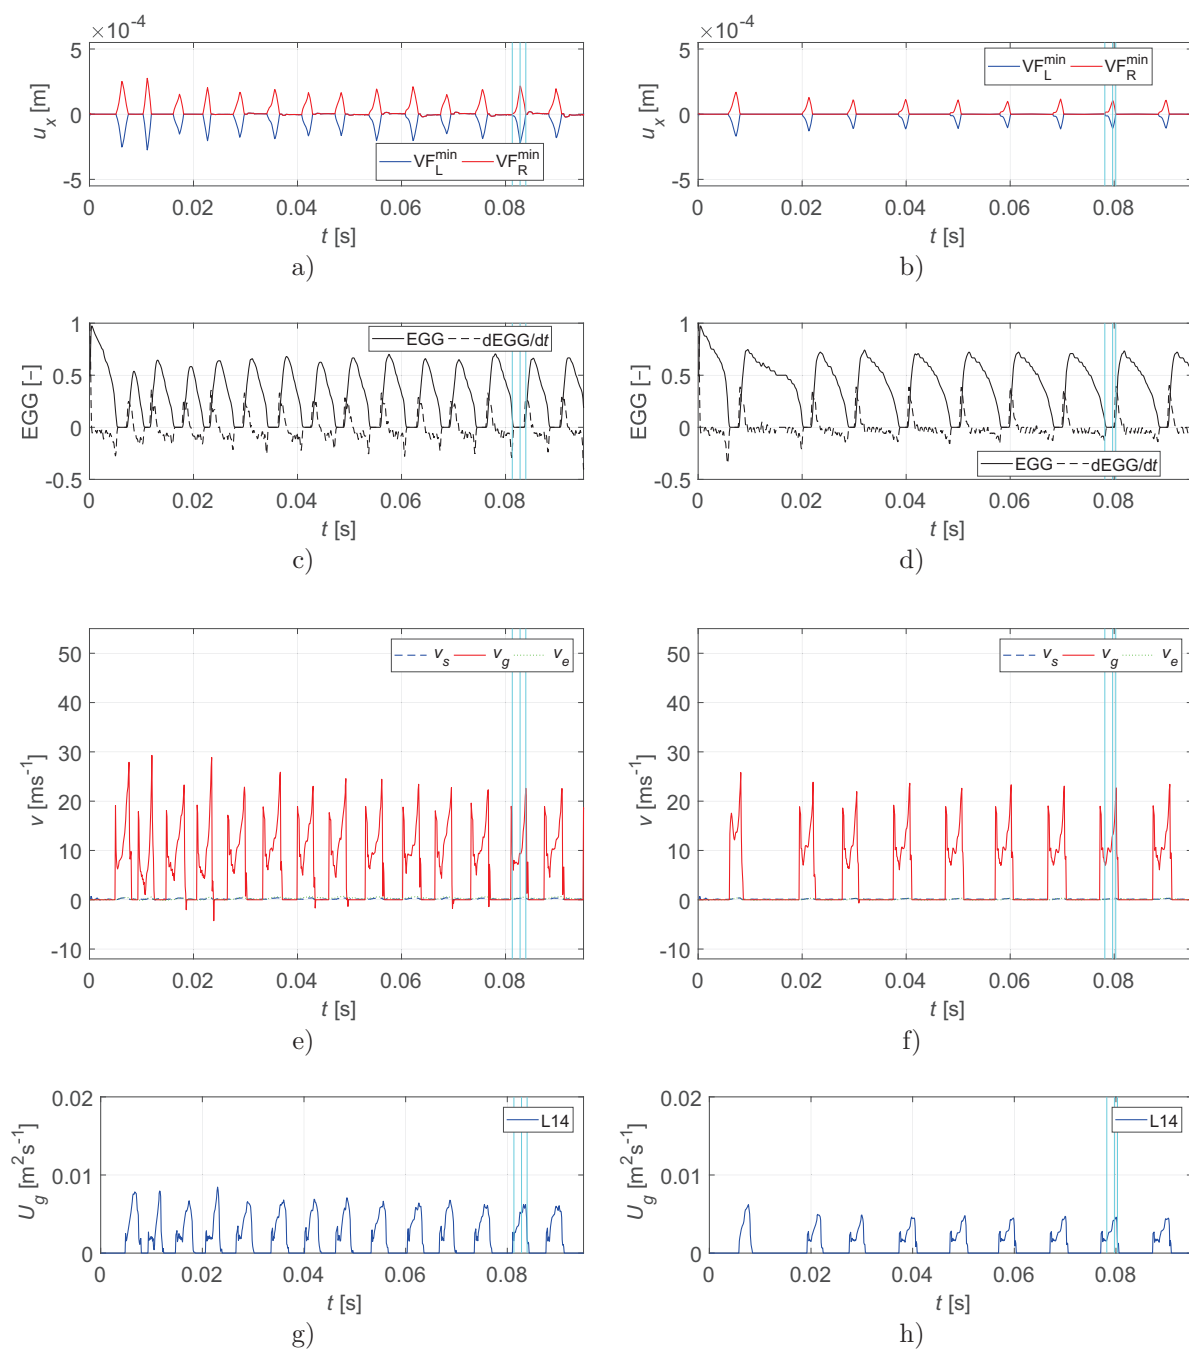 ×10⁻⁴
5
0
-5
u_x [m]
VF_L^min VF_R^min
0 0.02 0.04 0.06 0.08
t [s]
a)
×10⁻⁴
5
0
-5
u_x [m]
VF_L^min VF_R^min
0 0.02 0.04 0.06 0.08
t [s]
b)
1
0.5
0
-0.5
EGG [−]
EGG dEGG/dt
0 0.02 0.04 0.06 0.08
t [s]
c)
1
0.5
0
-0.5
EGG [−]
EGG dEGG/dt
0 0.02 0.04 0.06 0.08
t [s]
d)
50
40
30
20
10
0
-10
v [ms⁻¹]
v_s v_g v_e
0 0.02 0.04 0.06 0.08
t [s]
e)
50
40
30
20
10
0
-10
v [ms⁻¹]
v_s v_g v_e
0 0.02 0.04 0.06 0.08
t [s]
f)
0.02
0.01
0
U_g [m²s⁻¹]
L14
0 0.02 0.04 0.06 0.08
t [s]
g)
0.02
0.01
0
U_g [m²s⁻¹]
L14
0 0.02 0.04 0.06 0.08
t [s]
h)